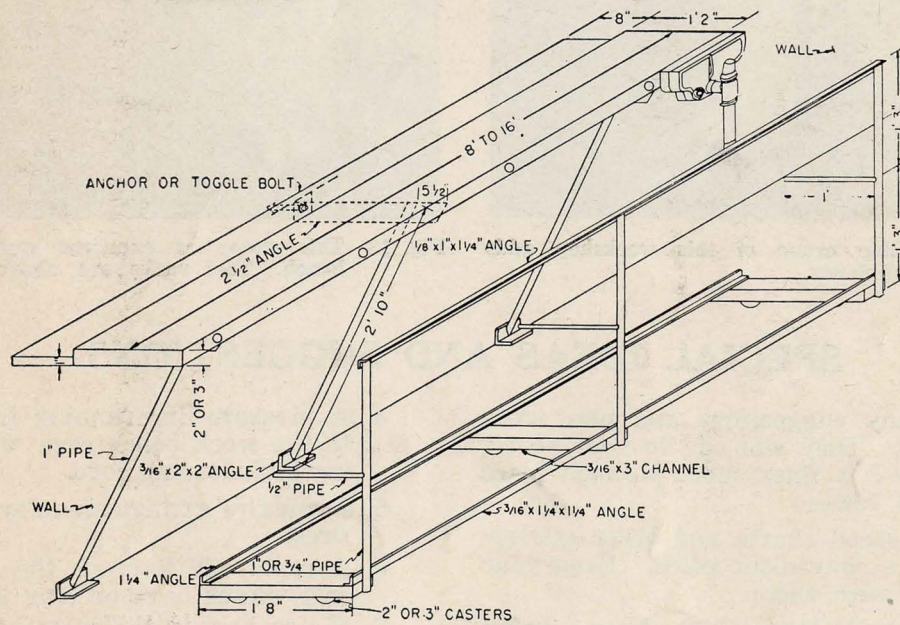 8"
1'2"
WALL
8' TO 16'
3"
ANCHOR OR TOGGLE BOLT
5 1/2
1'
1/8"x1"x1 1/4" ANGLE
2 1/2" ANGLE
3"
2' 10"
1"
2" OR 3"
1" PIPE
3/16"x2"x2" ANGLE
3/16"x3" CHANNEL
1/2" PIPE
WALL
3/16"x1 1/4"x1 1/4" ANGLE
1 1/4" ANGLE
1" OR 3/4" PIPE
1'8"
2" OR 3" CASTERS